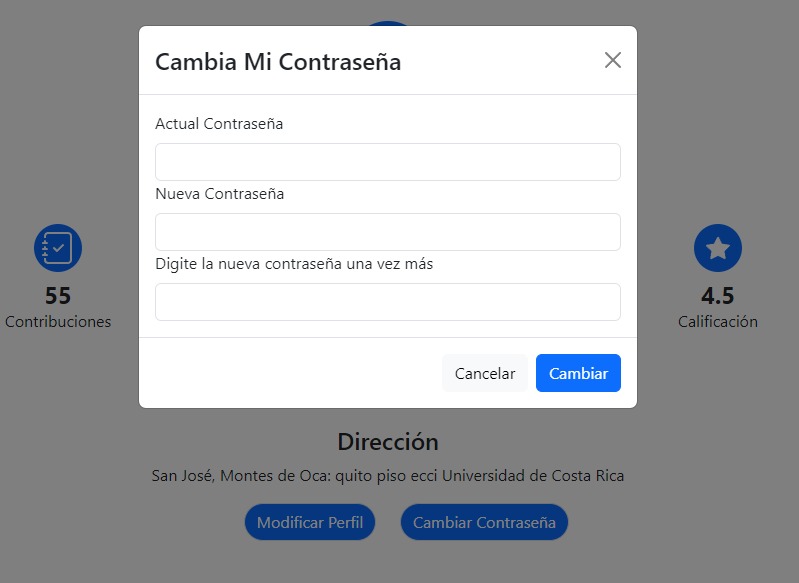 Cambia Mi Contraseña
Actual Contraseña
Nueva Contraseña
Digite la nueva contraseña una vez más
Cancelar
Cambiar
55
Contribuciones
4.5
Calificación
Dirección
San José, Montes de Oca: quito piso ecci Universidad de Costa Rica
Modificar Perfil
Cambiar Contraseña